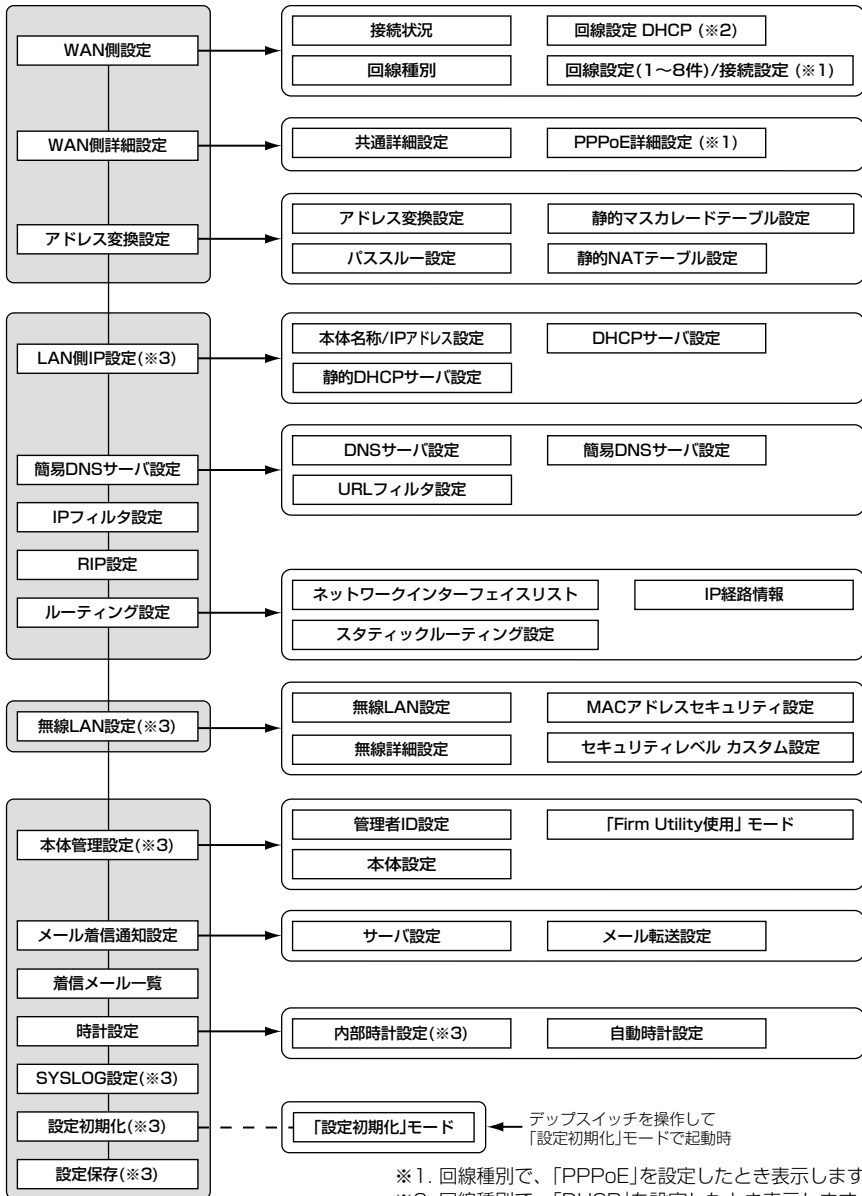 WAN側設定
接続状況
回線設定 DHCP (※2)
回線種別
回線設定(1～8件)/接続設定 (※1)
WAN側詳細設定
共通詳細設定
PPPoE詳細設定 (※1)
アドレス変換設定
アドレス変換設定
静的マスカレードテーブル設定
パススルー設定
静的NATテーブル設定
LAN側IP設定(※3)
本体名称/IPアドレス設定
DHCPサーバ設定
静的DHCPサーバ設定
簡易DNSサーバ設定
DNSサーバ設定
簡易DNSサーバ設定
URLフィルタ設定
IPフィルタ設定
RIP設定
ルーティング設定
ネットワークインターフェイスリスト
IP経路情報
スタティックルーティング設定
無線LAN設定(※3)
無線LAN設定
MACアドレスセキュリティ設定
無線詳細設定
セキュリティレベル カスタム設定
本体管理設定(※3)
管理者ID設定
「Firm Utility使用」 モード
本体設定
メール着信通知設定
サーバ設定
メール転送設定
着信メール一覧
時計設定
内部時計設定(※3)
自動時計設定
SYSLOG設定(※3)
設定初期化(※3)
「設定初期化」モード
デップスイッチを操作して
「設定初期化」モードで起動時
設定保存(※3)
※1. 回線種別で、「PPPoE」を設定したとき表示します
※2. 回線種別で、「DHCP」を設定したとき表示します